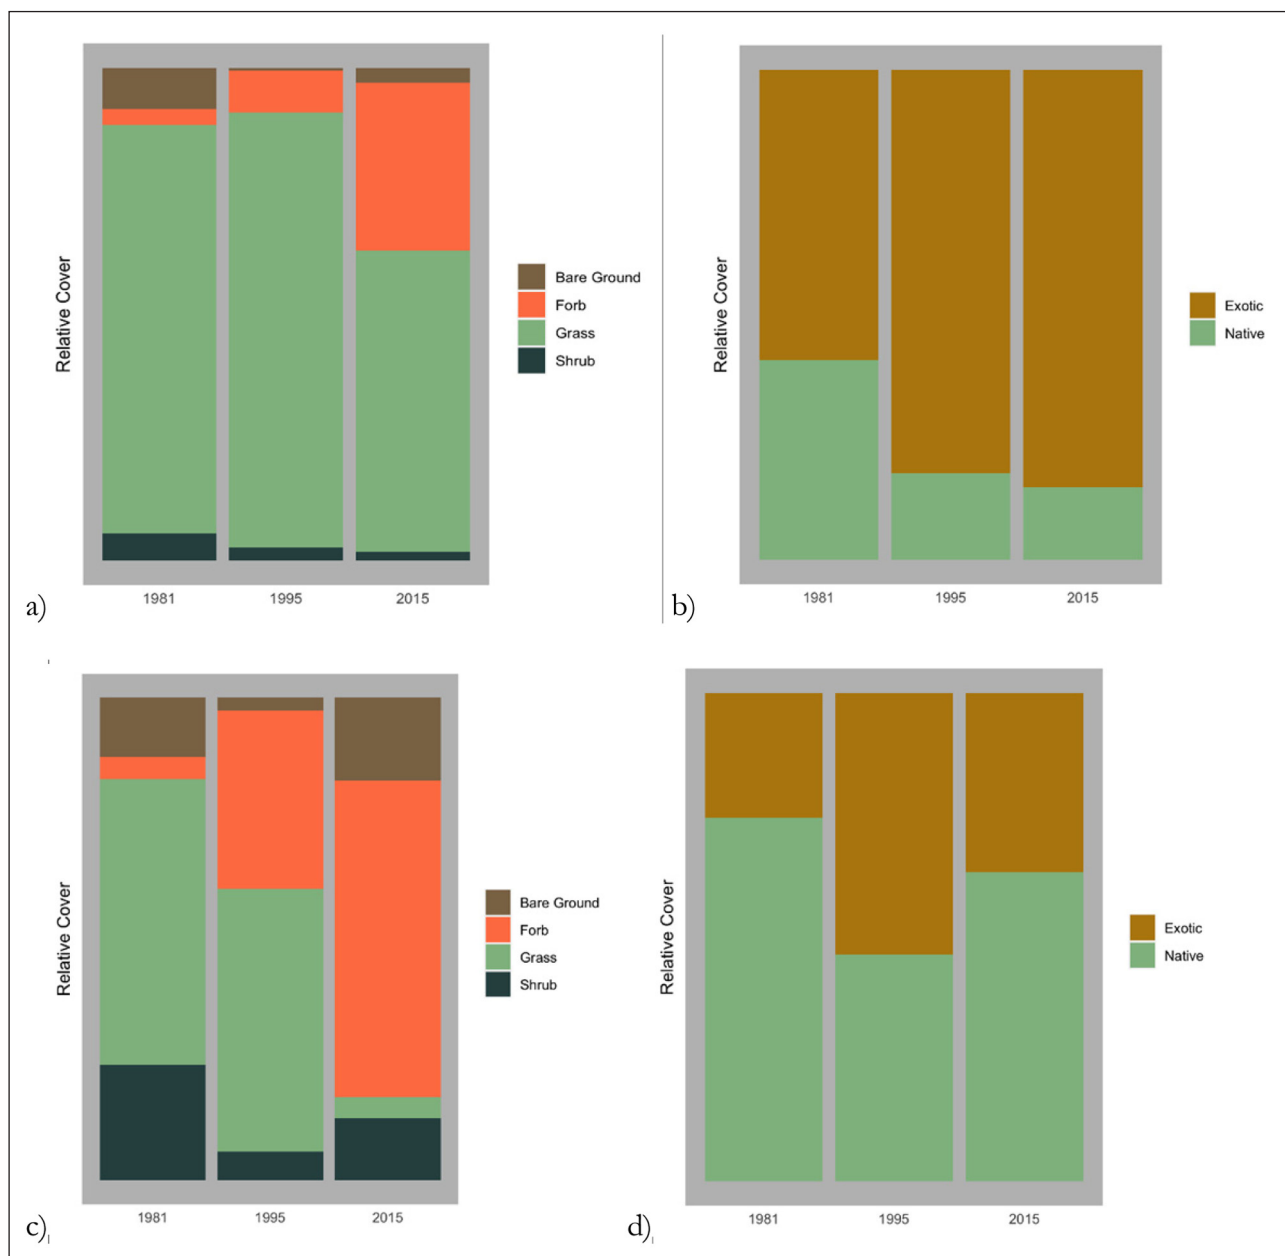 Relative Cover
Bare Ground
Forb
Grass
Shrub
1981 1995 2015
a)
Relative Cover
Exotic
Native
1981 1995 2015
b)
Relative Cover
Bare Ground
Forb
Grass
Shrub
1981 1995 2015
c)
Relative Cover
Exotic
Native
1981 1995 2015
d)